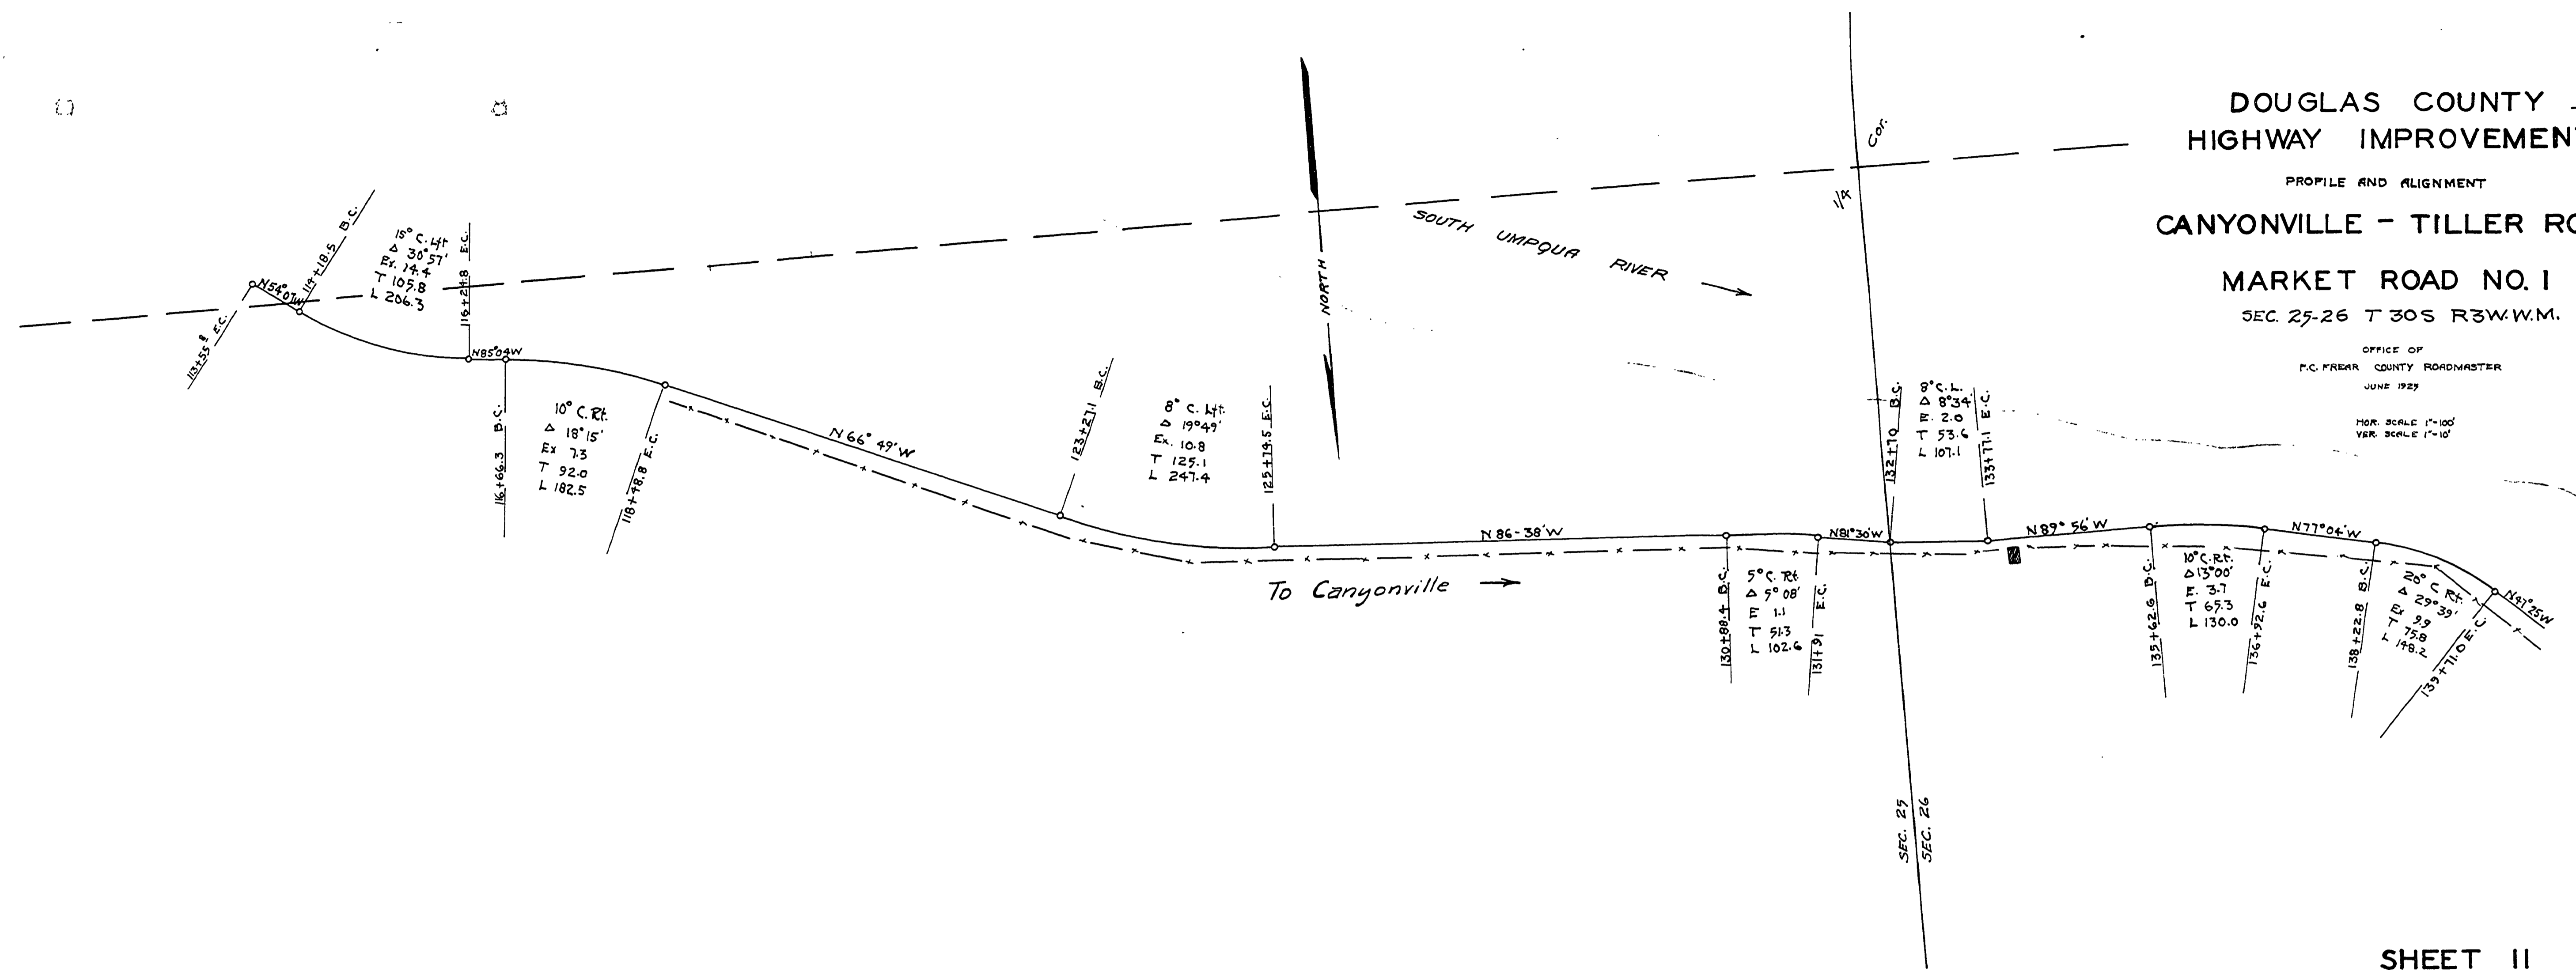 DOUGLAS COUNTY
HIGHWAY IMPROVEMENT
PROFILE AND ALIGNMENT
CANYONVILLE - TILLER RO
MARKET ROAD NO. 1
SEC. 25-26 T 30S R3W.W.M.
OFFICE OF
F.C. FREAR COUNTY ROADMASTER
JUNE 1925
HOR. SCALE 1"-100'
VER. SCALE 1"-10'
Cor.
1/4
SOUTH UMPQUA RIVER
NORTH
113+55⁸ E.C.
N54°07'W
114+18.5 B.C.
15° C. Lft
Δ 30°57'
Ex. 14.4
T 105.8
L 206.3
116+24.8 E.C.
N85°04'W
116+66.3 B.C.
10° C. Rt.
Δ 18°15'
Ex 7.3
T 92.0
L 182.5
118+48.8 E.C.
N 66° 49' W
123+27.1 B.C.
8° C. Lft.
Δ 19°49'
Ex. 10.8
T 125.1
L 247.4
125+74.5 E.C.
N 86-38' W
To Canyonville
130+88.4 B.C.
5° C. Rt.
Δ 5°08'
E 1.1
T 51.3
L 102.6
131+91 E.C.
N81°30'W
132+70 B.C.
8° C. L.
Δ 8°34'
E. 2.0
T 53.6
L 107.1
133+77.1 E.C.
N 89° 56' W
135+62.6 B.C.
10° C. Rt.
Δ 13°00'
E. 3.7
T 65.3
L 130.0
136+92.6 E.C.
N77°04'W
138+22.8 B.C.
20° C Rt.
Δ 29°39'
Ex 9.9
T 75.8
L 148.2
139+71.0 E.C.
N47°25'W
SEC. 25
SEC. 26
SHEET 11